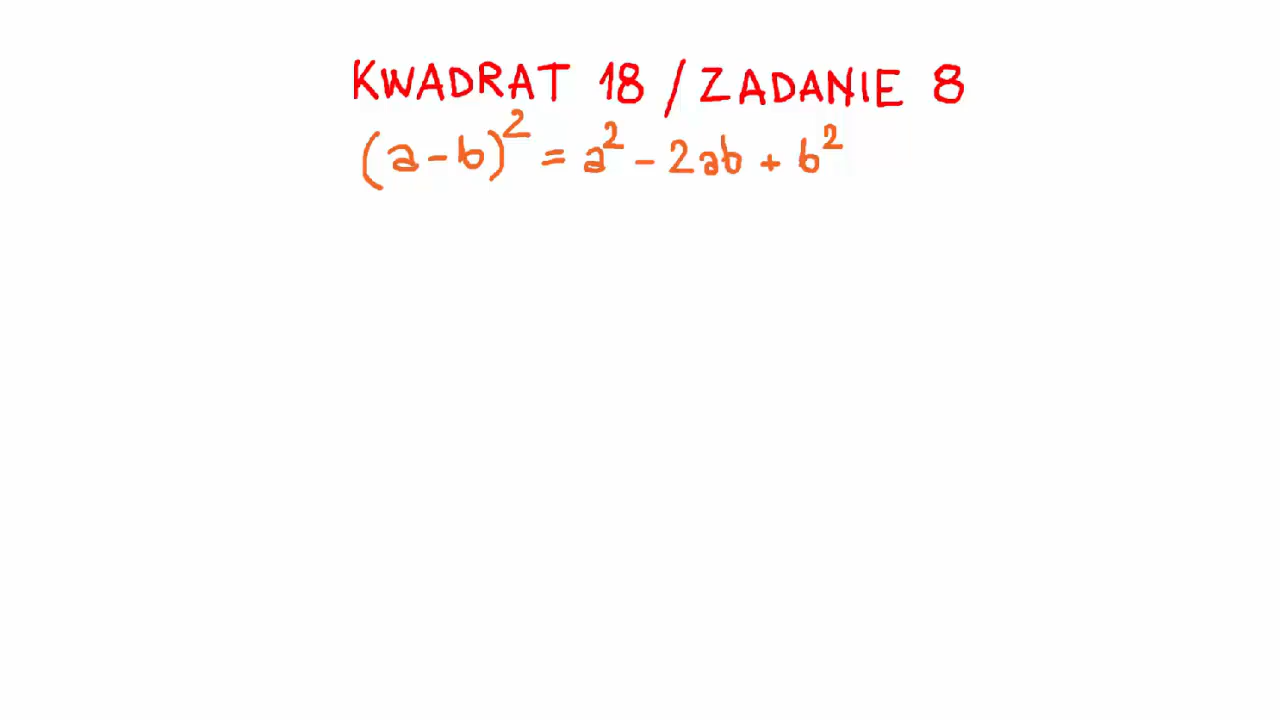 KWADRAT 18 / ZADANIE 8
(a - b)² = a² - 2ab + b²